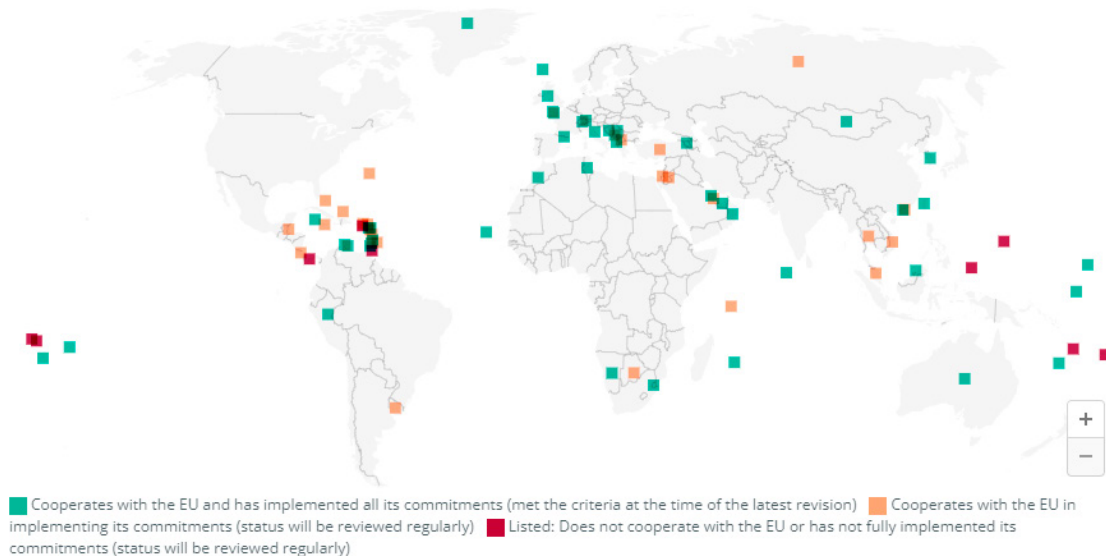 +
−
Cooperates with the EU and has implemented all its commitments (met the criteria at the time of the latest revision) Cooperates with the EU in
implementing its commitments (status will be reviewed regularly) Listed: Does not cooperate with the EU or has not fully implemented its
commitments (status will be reviewed regularly)